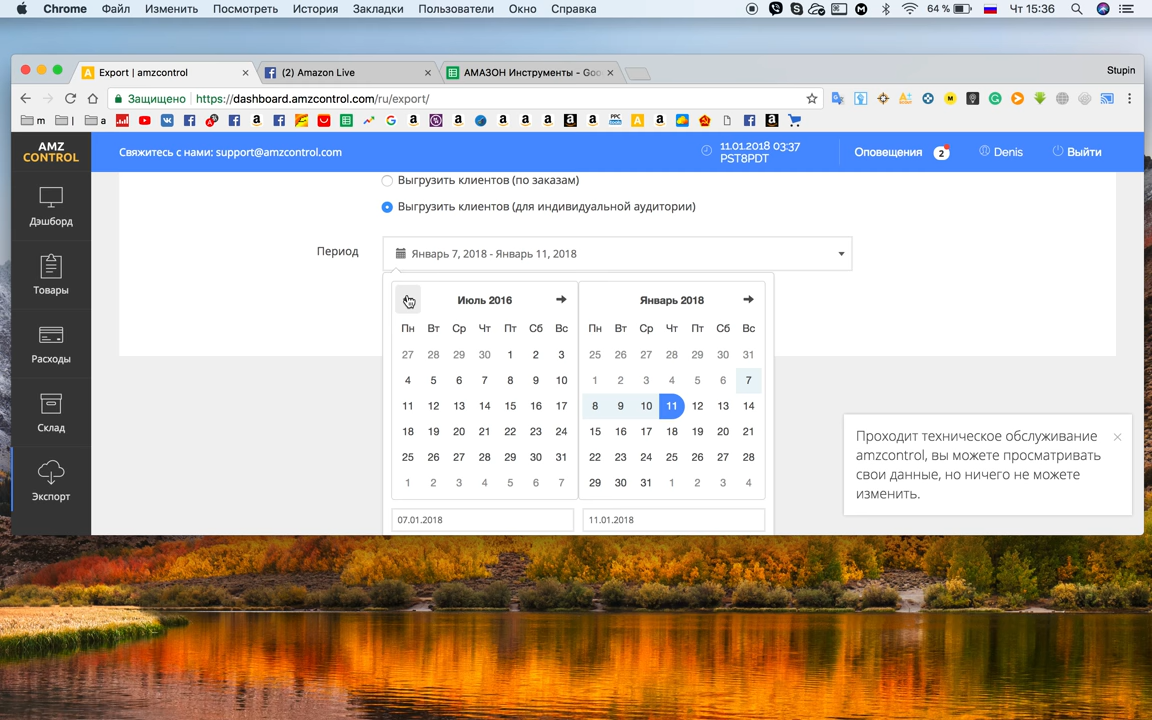 Chrome Файл Изменить Посмотреть История Закладки Пользователи Окно Справка 64 % Чт 15:36
Export | amzcontrol (2) Amazon Live АМАЗОН Инструменты - Goo Stupin
Защищено https://dashboard.amzcontrol.com/ru/export/
m l a
AMZ
CONTROL
Свяжитесь с нами: support@amzcontrol.com
11.01.2018 03:37
PST8PDT
Оповещения 2 Denis Выйти
Дэшборд
Товары
Расходы
Склад
Экспорт
Выгрузить клиентов (по заказам)
Выгрузить клиентов (для индивидуальной аудитории)
Период Январь 7, 2018 - Январь 11, 2018
Июль 2016
Пн Вт Ср Чт Пт Сб Вс
27 28 29 30 1 2 3
4 5 6 7 8 9 10
11 12 13 14 15 16 17
18 19 20 21 22 23 24
25 26 27 28 29 30 31
1 2 3 4 5 6 7
07.01.2018
Январь 2018
Пн Вт Ср Чт Пт Сб Вс
25 26 27 28 29 30 31
1 2 3 4 5 6 7
8 9 10 11 12 13 14
15 16 17 18 19 20 21
22 23 24 25 26 27 28
29 30 31 1 2 3 4
11.01.2018
Проходит техническое обслуживание
amzcontrol, вы можете просматривать
свои данные, но ничего не можете
изменить.